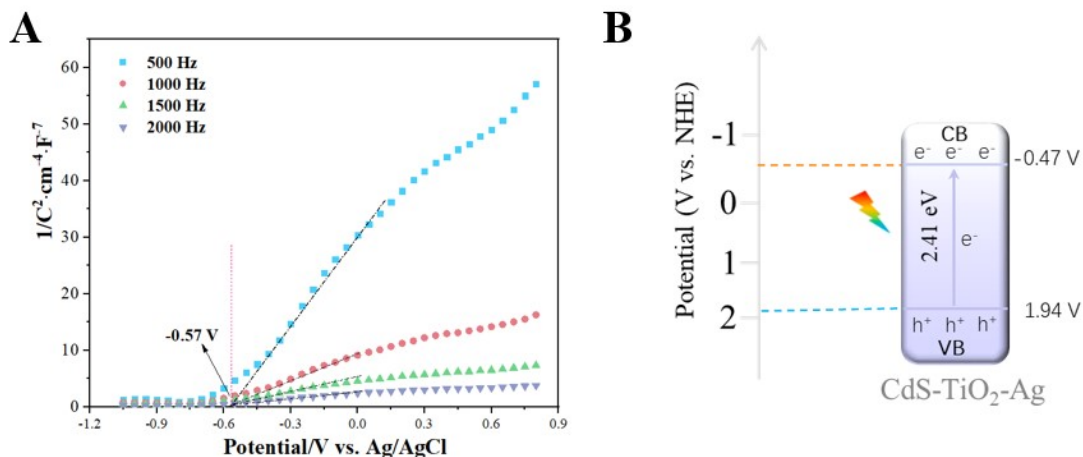 A
500 Hz
1000 Hz
1500 Hz
2000 Hz
60
50
40
30
20
10
0
-0.57 V
-1.2 -0.9 -0.6 -0.3 0.0 0.3 0.6 0.9
Potential/V vs. Ag/AgCl
1/C²·cm⁻⁴·F⁻⁷
B
Potential (V vs. NHE)
-1
0
1
2
CB
e⁻ e⁻ e⁻
-0.47 V
2.41 eV
e⁻
1.94 V
h⁺ h⁺ h⁺
VB
CdS-TiO₂-Ag